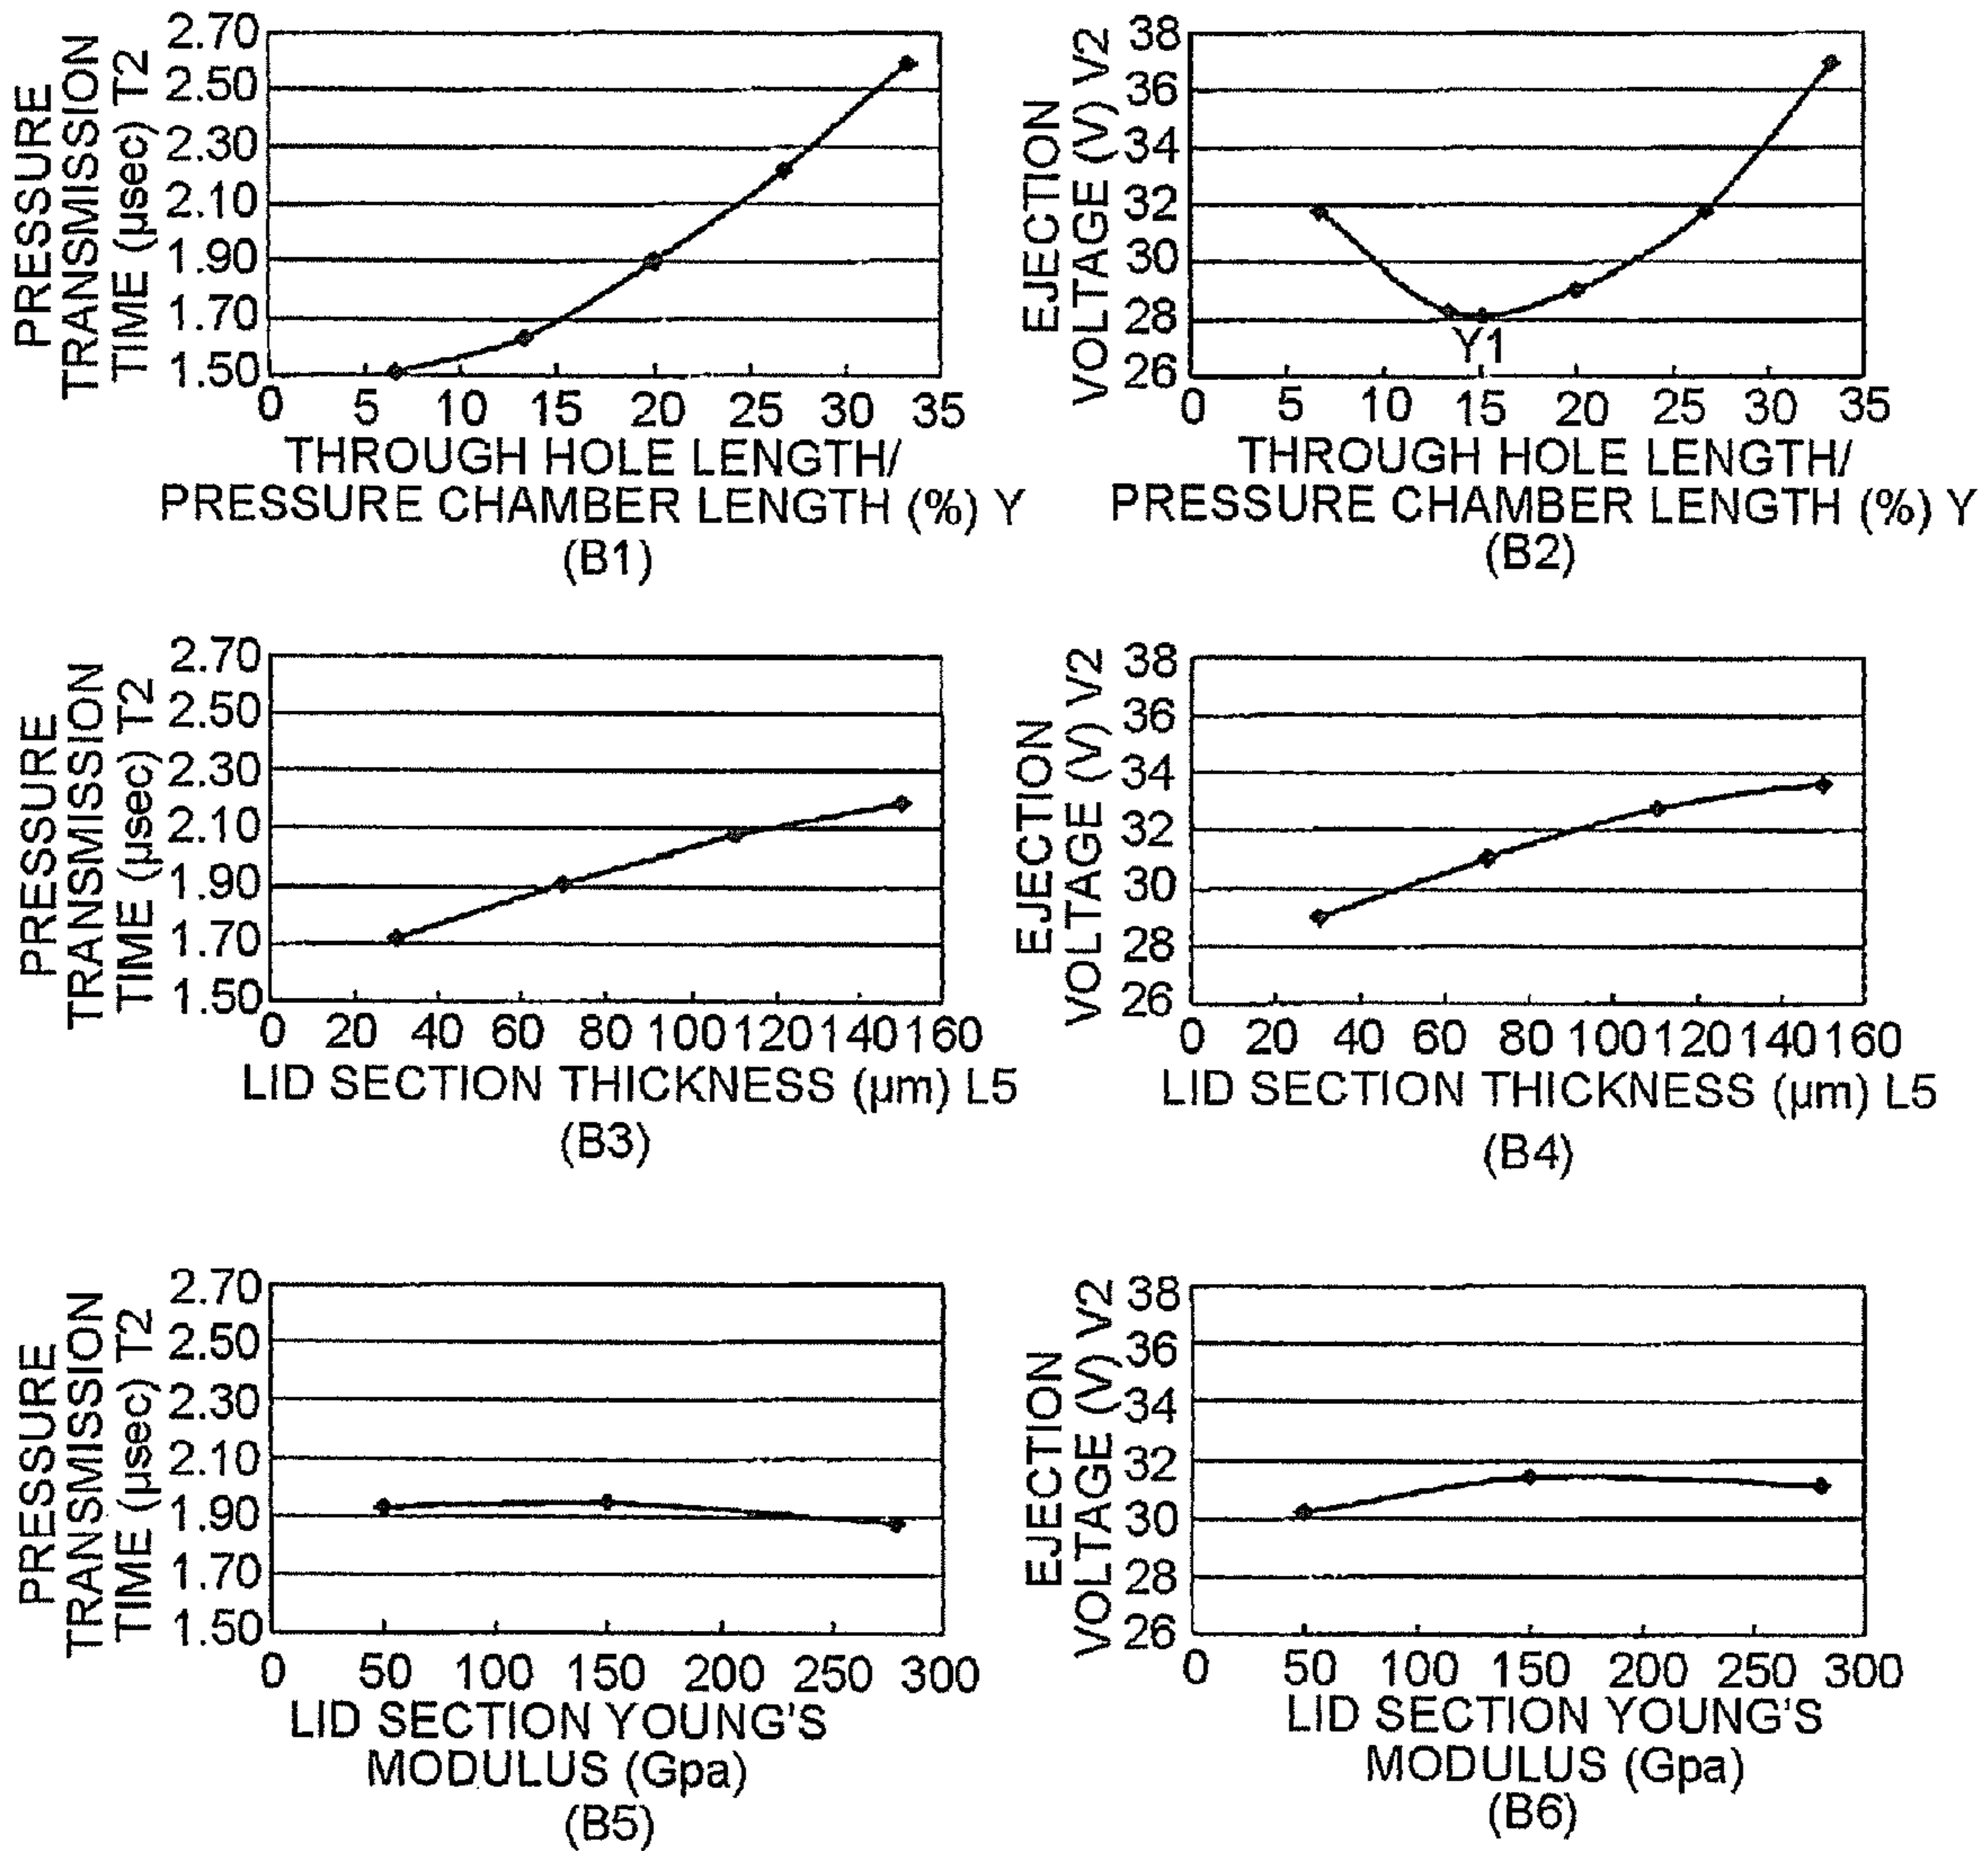 PRESSURE
TRANSMISSION
TIME (μsec) T2
2.70
2.50
2.30
2.10
1.90
1.70
1.50
0 5 10 15 20 25 30 35
THROUGH HOLE LENGTH/
PRESSURE CHAMBER LENGTH (%) Y
(B1)
EJECTION
VOLTAGE (V) V2
38
36
34
32
30
28
26
Y1
0 5 10 15 20 25 30 35
THROUGH HOLE LENGTH/
PRESSURE CHAMBER LENGTH (%) Y
(B2)
PRESSURE
TRANSMISSION
TIME (μsec) T2
2.70
2.50
2.30
2.10
1.90
1.70
1.50
0 20 40 60 80 100 120 140 160
LID SECTION THICKNESS (μm) L5
(B3)
EJECTION
VOLTAGE (V) V2
38
36
34
32
30
28
26
0 20 40 60 80 100 120 140 160
LID SECTION THICKNESS (μm) L5
(B4)
PRESSURE
TRANSMISSION
TIME (μsec) T2
2.70
2.50
2.30
2.10
1.90
1.70
1.50
0 50 100 150 200 250 300
LID SECTION YOUNG'S
MODULUS (Gpa)
(B5)
EJECTION
VOLTAGE (V) V2
38
36
34
32
30
28
26
0 50 100 150 200 250 300
LID SECTION YOUNG'S
MODULUS (Gpa)
(B6)